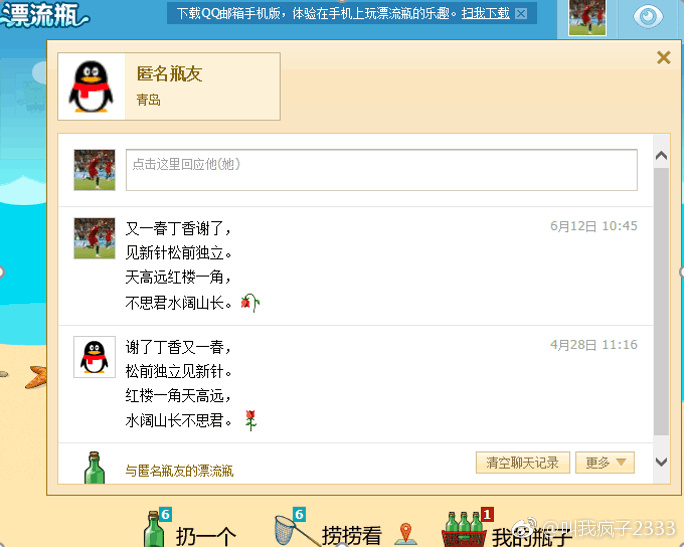 漂流瓶
下载QQ邮箱手机版，体验在手机上玩漂流瓶的乐趣。扫我下载
匿名瓶友
青岛
点击这里回应他(她)
又一春丁香谢了，
6月12日 10:45
见新针松前独立。
天高远红楼一角，
不思君水阔山长。
谢了丁香又一春，
4月28日 11:16
松前独立见新针。
红楼一角天高远，
水阔山长不思君。
与匿名瓶友的漂流瓶
清空聊天记录
更多
6
扔一个
6
捞捞看
1
我的瓶子
@叫我疯子2333